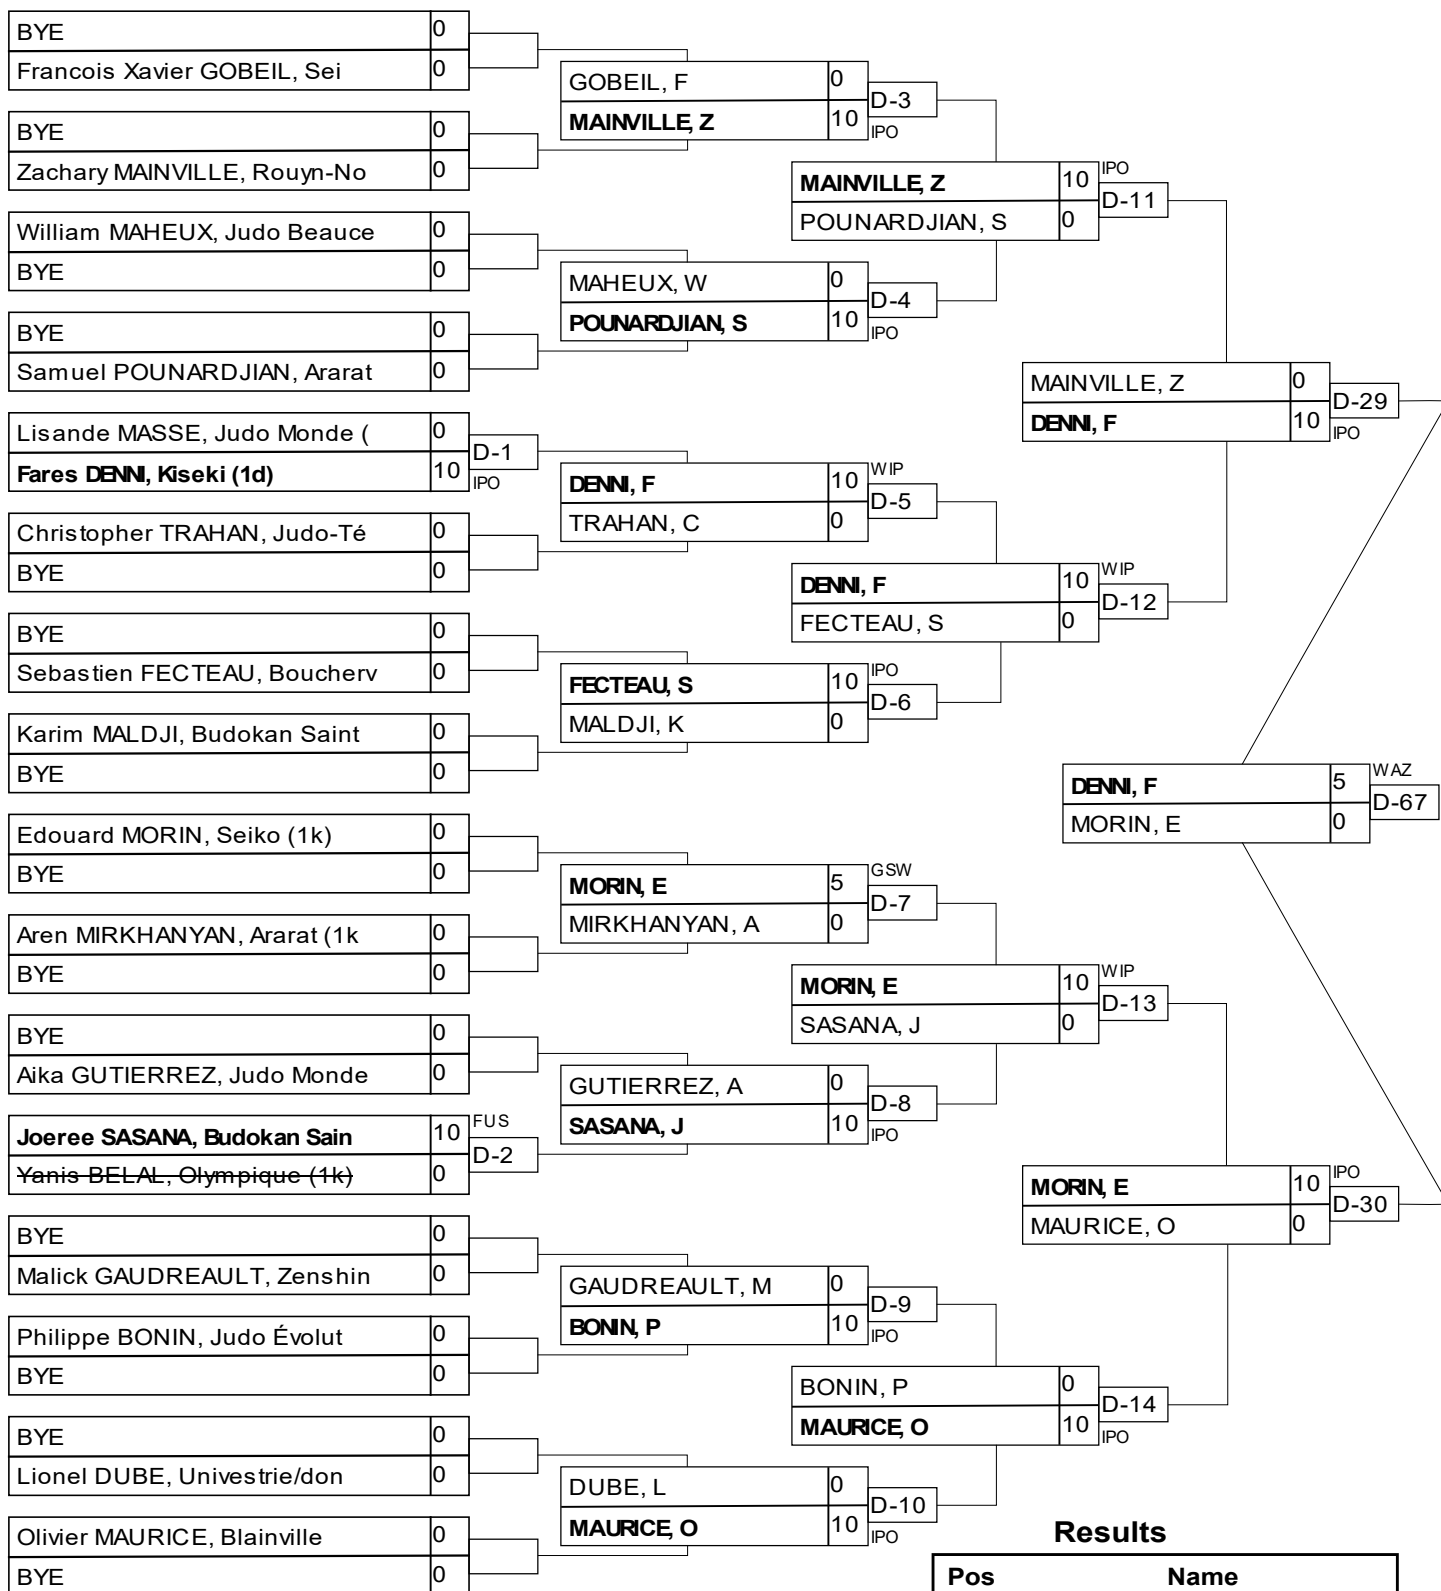 BYE 0
Francois Xavier GOBEIL, Sei 0
BYE 0
Zachary MAINVILLE, Rouyn-No 0
William MAHEUX, Judo Beauce 0
BYE 0
BYE 0
Samuel POUNARDJIAN, Ararat 0
Lisande MASSE, Judo Monde ( 0
D-1
Fares DENNI, Kiseki (1d) 10
IPO
Christopher TRAHAN, Judo-Té 0
BYE 0
BYE 0
Sebastien FECTEAU, Boucherv 0
Karim MALDJI, Budokan Saint 0
BYE 0
Edouard MORIN, Seiko (1k) 0
BYE 0
Aren MIRKHANYAN, Ararat (1k 0
BYE 0
BYE 0
Aika GUTIERREZ, Judo Monde 0
Joeree SASANA, Budokan Sain 10 FUS
D-2
Yanis BELAL, Olympique (1k) 0
BYE 0
Malick GAUDREAULT, Zenshin 0
Philippe BONIN, Judo Évolut 0
BYE 0
BYE 0
Lionel DUBE, Univestrie/don 0
Olivier MAURICE, Blainville 0
BYE 0
GOBEIL, F 0
D-3
MAINVILLE, Z 10 IPO
MAHEUX, W 0
D-4
POUNARDJIAN, S 10 IPO
DENNI, F 10 WIP
D-5
TRAHAN, C 0
FECTEAU, S 10 IPO
D-6
MALDJI, K 0
MORIN, E 5 GSW
D-7
MIRKHANYAN, A 0
GUTIERREZ, A 0
D-8
SASANA, J 10 IPO
GAUDREAULT, M 0
D-9
BONIN, P 10 IPO
DUBE, L 0
D-10
MAURICE, O 10 IPO
MAINVILLE, Z 10 IPO
D-11
POUNARDJIAN, S 0
DENNI, F 10 WIP
D-12
FECTEAU, S 0
MORIN, E 10 WIP
D-13
SASANA, J 0
BONIN, P 0
D-14
MAURICE, O 10 IPO
MAINVILLE, Z 0
D-29
DENNI, F 10 IPO
MORIN, E 10 IPO
D-30
MAURICE, O 0
DENNI, F 5 WAZ
D-67
MORIN, E 0
Results
Pos Name